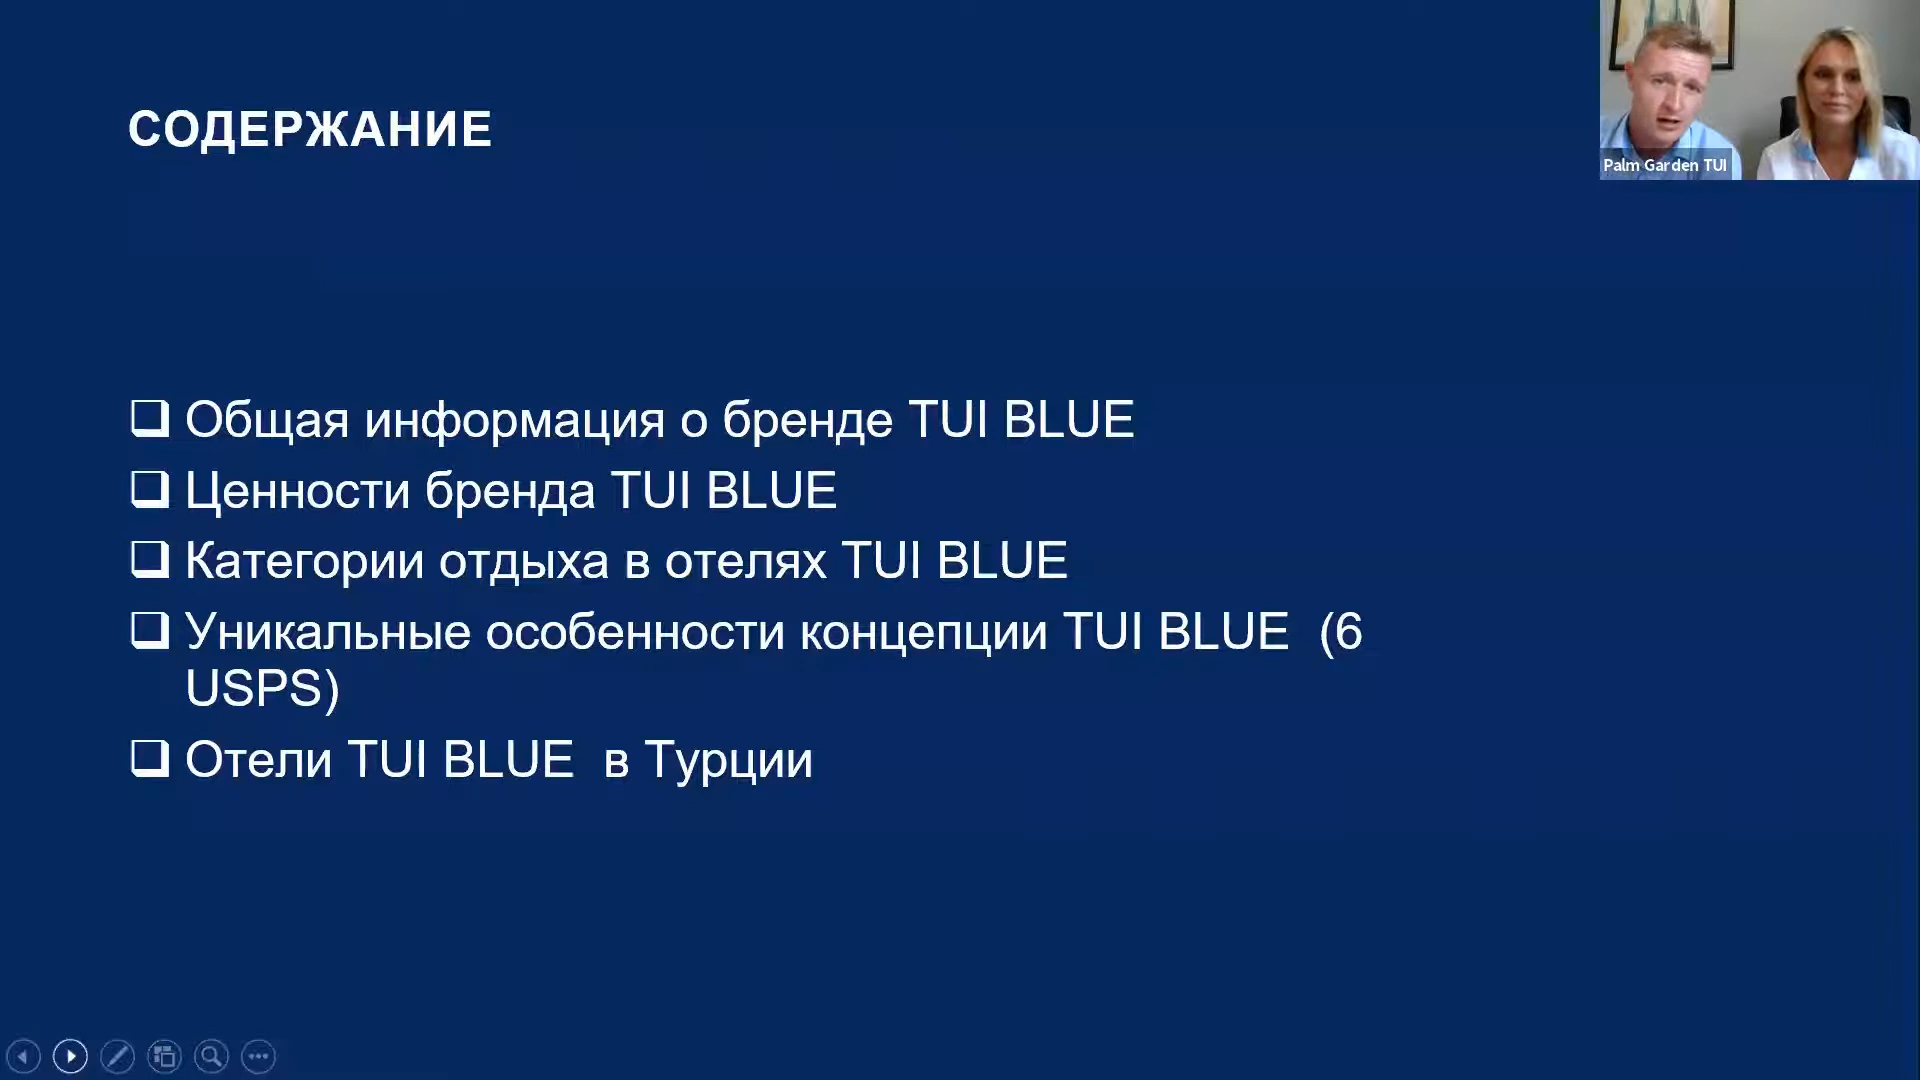 СОДЕРЖАНИЕ
Palm Garden TUI
Общая информация о бренде TUI BLUE
Ценности бренда TUI BLUE
Категории отдыха в отелях TUI BLUE
Уникальные особенности концепции TUI BLUE (6
USPS)
Отели TUI BLUE в Турции